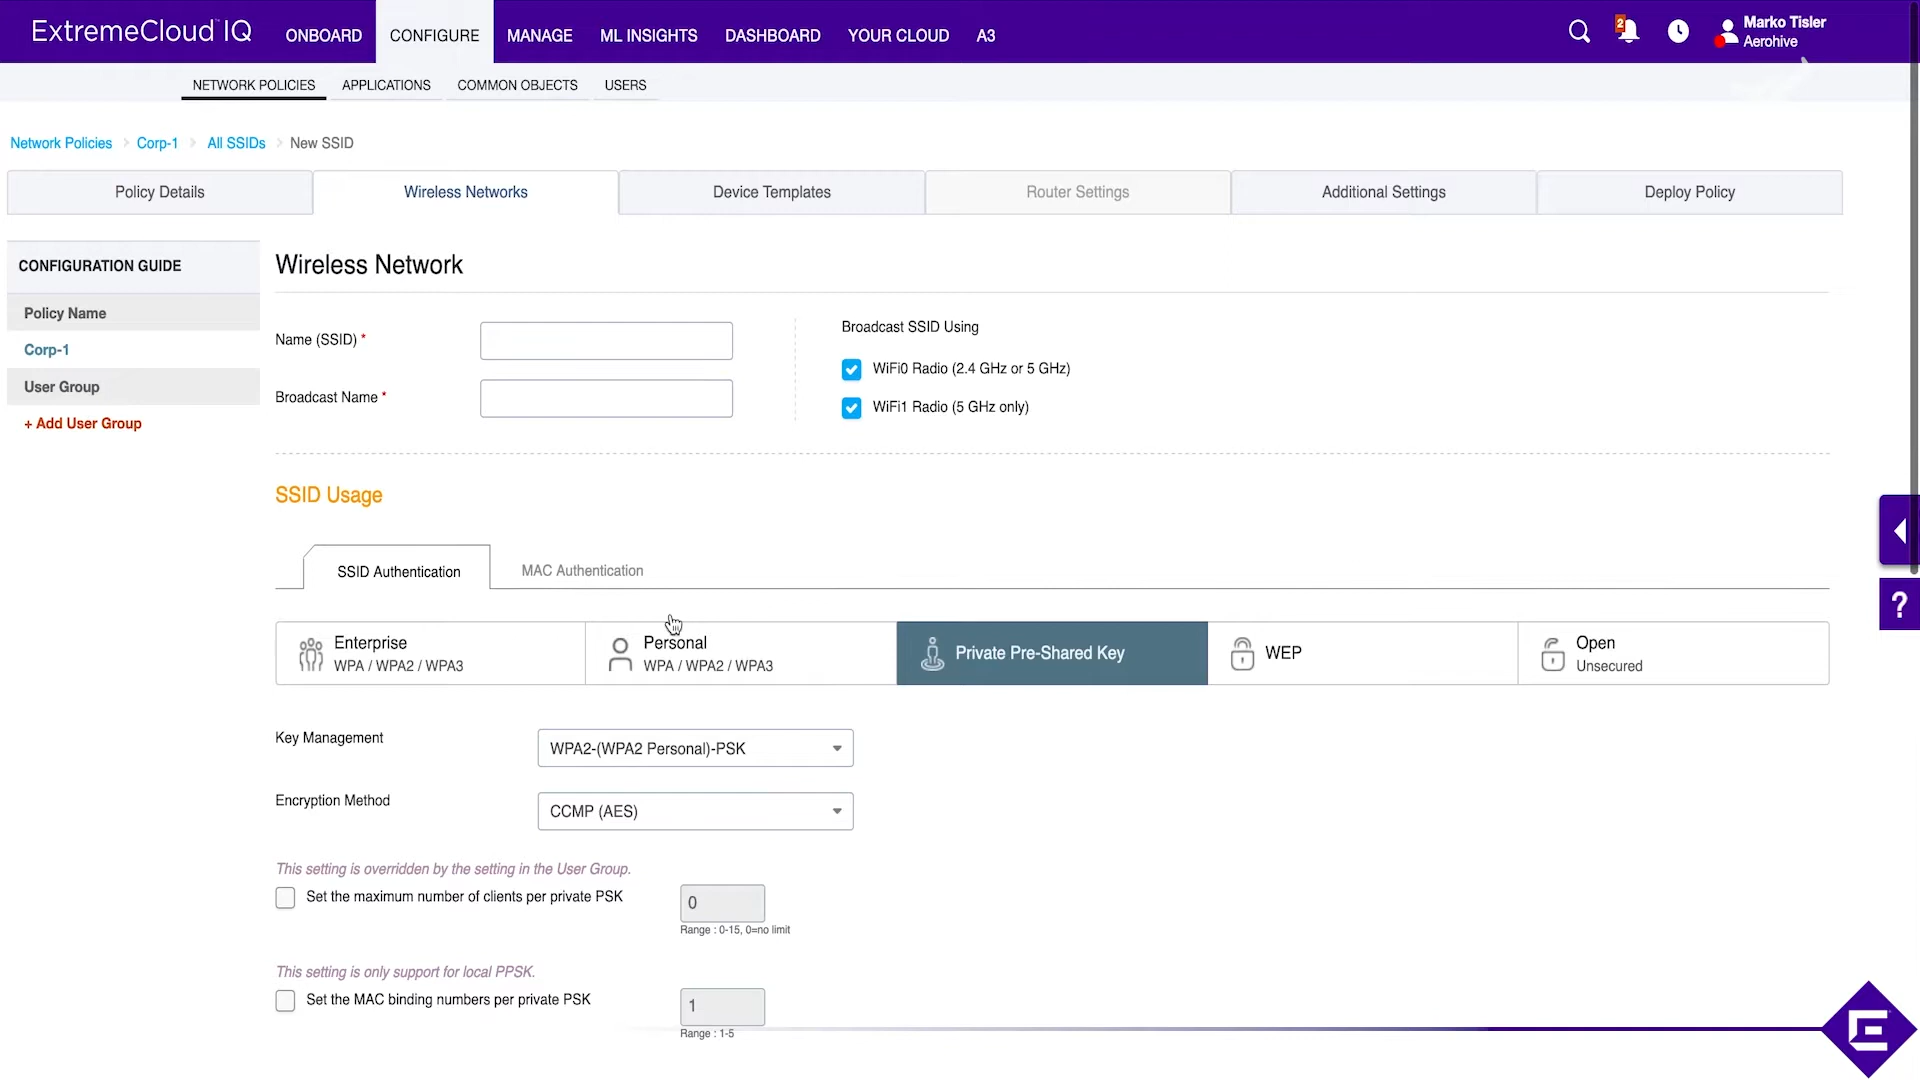 ExtremeCloud™ IQ
ONBOARD
CONFIGURE
MANAGE
ML INSIGHTS
DASHBOARD
YOUR CLOUD
A3
2
Marko Tisler
Aerohive
NETWORK POLICIES
APPLICATIONS
COMMON OBJECTS
USERS
Network Policies
Corp-1
All SSIDs
New SSID
Policy Details
Wireless Networks
Device Templates
Router Settings
Additional Settings
Deploy Policy
CONFIGURATION GUIDE
Policy Name
Corp-1
User Group
+ Add User Group
Wireless Network
Name (SSID) *
Broadcast Name *
Broadcast SSID Using
WiFi0 Radio (2.4 GHz or 5 GHz)
WiFi1 Radio (5 GHz only)
SSID Usage
SSID Authentication
MAC Authentication
Enterprise
WPA / WPA2 / WPA3
Personal
WPA / WPA2 / WPA3
Private Pre-Shared Key
WEP
Open
Unsecured
?
Key Management
WPA2-(WPA2 Personal)-PSK
Encryption Method
CCMP (AES)
This setting is overridden by the setting in the User Group.
Set the maximum number of clients per private PSK
0
Range : 0-15, 0=no limit
This setting is only support for local PPSK.
Set the MAC binding numbers per private PSK
1
Range : 1-5
E